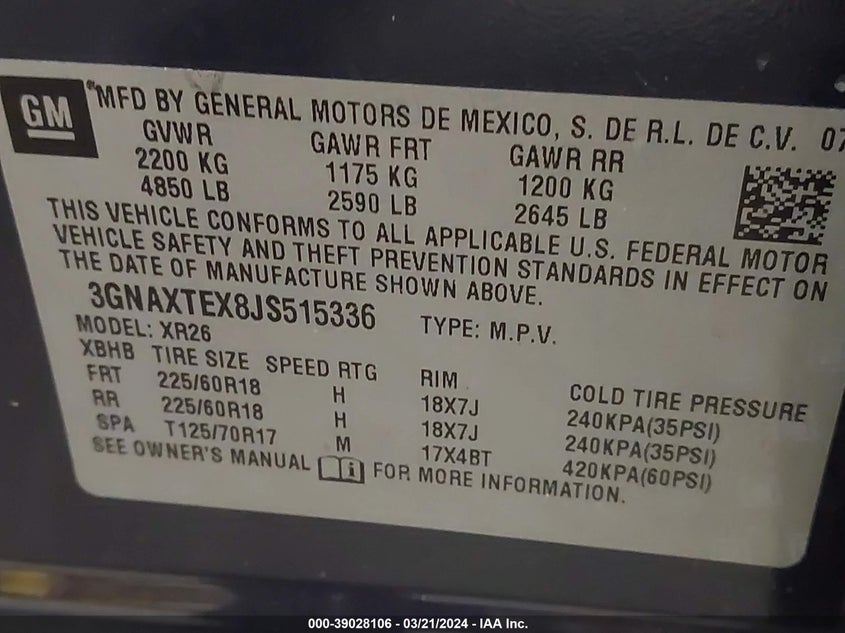 GM
MFD BY GENERAL MOTORS DE MEXICO, S. DE R.L. DE C.V. 07
GVWR GAWR FRT GAWR RR
2200 KG 1175 KG 1200 KG
4850 LB 2590 LB 2645 LB
THIS VEHICLE CONFORMS TO ALL APPLICABLE U.S. FEDERAL MOTOR
VEHICLE SAFETY AND THEFT PREVENTION STANDARDS IN EFFECT ON
THE DATE OF MANUFACTURE SHOWN ABOVE.
3GNAXTEX8JS515336 TYPE: M.P.V.
MODEL: XR26
XBHB TIRE SIZE SPEED RTG RIM COLD TIRE PRESSURE
FRT 225/60R18 H 18X7J 240KPA(35PSI)
RR 225/60R18 H 18X7J 240KPA(35PSI)
SPA T125/70R17 M 17X4BT 420KPA(60PSI)
SEE OWNER'S MANUAL i FOR MORE INFORMATION.
000-39028106 - 03/21/2024 - IAA Inc.